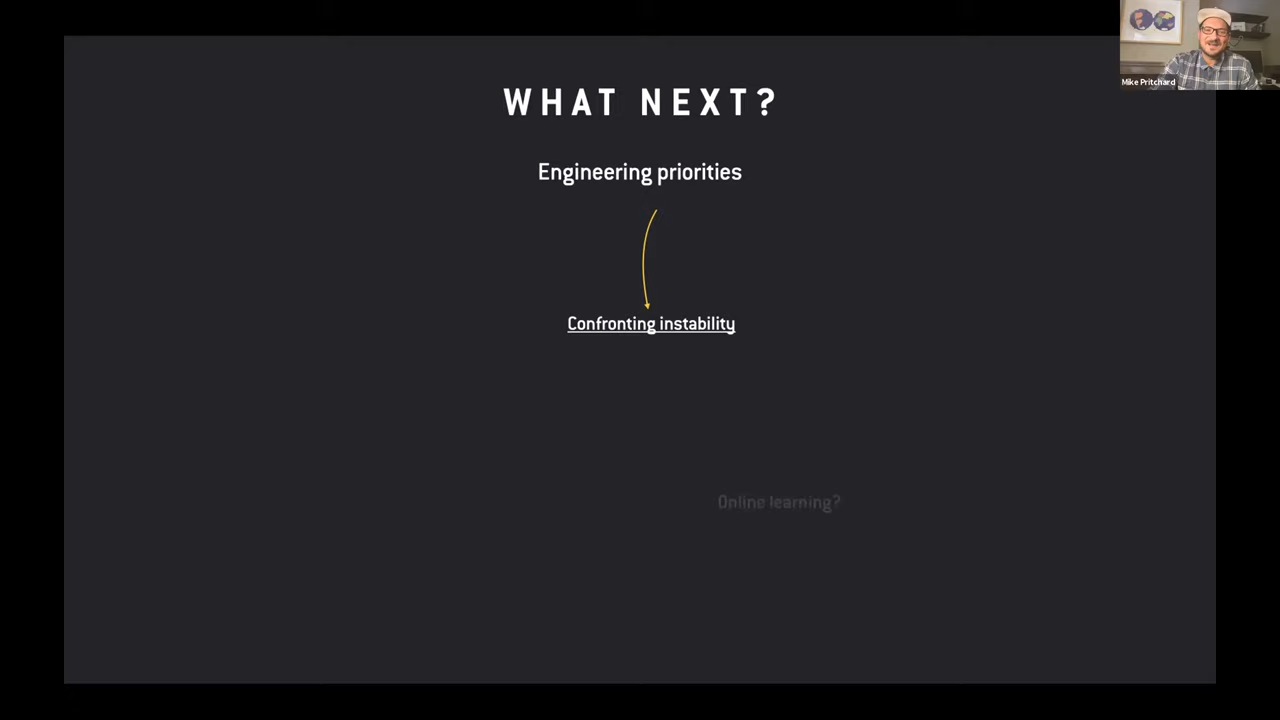 WHAT NEXT?
Mike Pritchard
Engineering priorities
Confronting instability
Online learning?